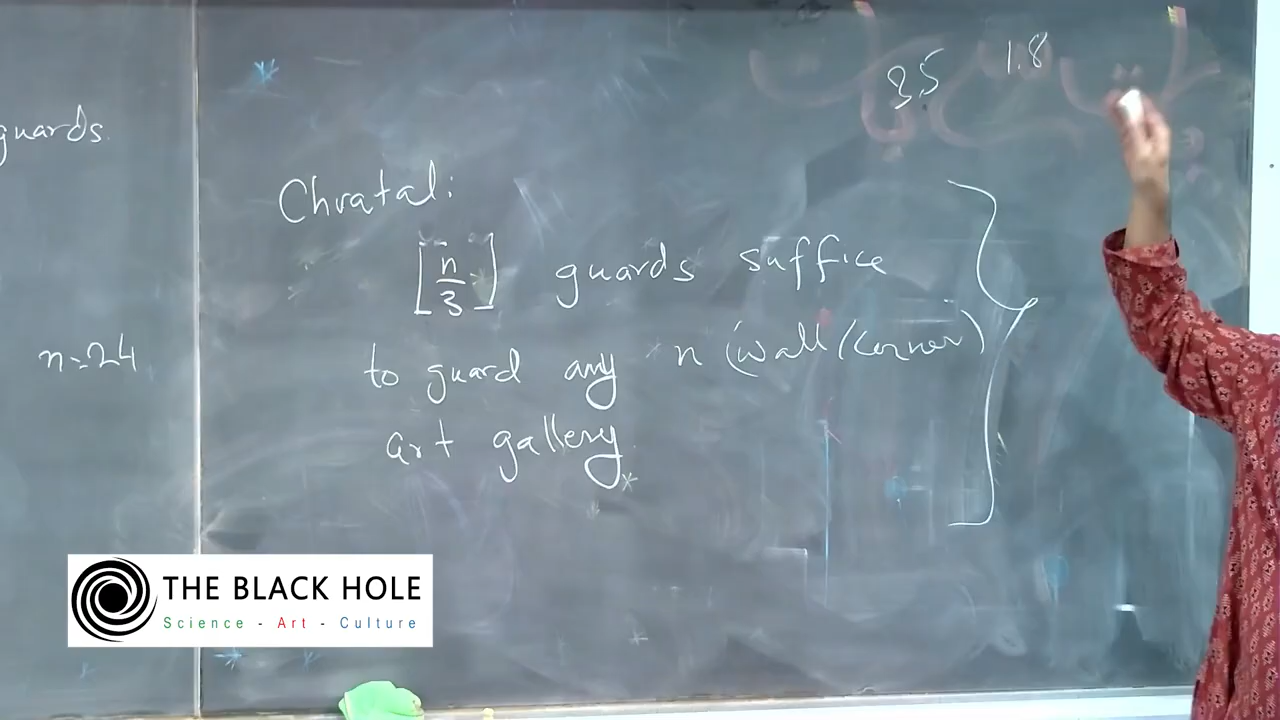 guards.
n=24
3.5 1.8
Chvatal:
⌊n/3⌋ guards suffice
to guard any n (wall/corner)
art gallery
THE BLACK HOLE
Science - Art - Culture